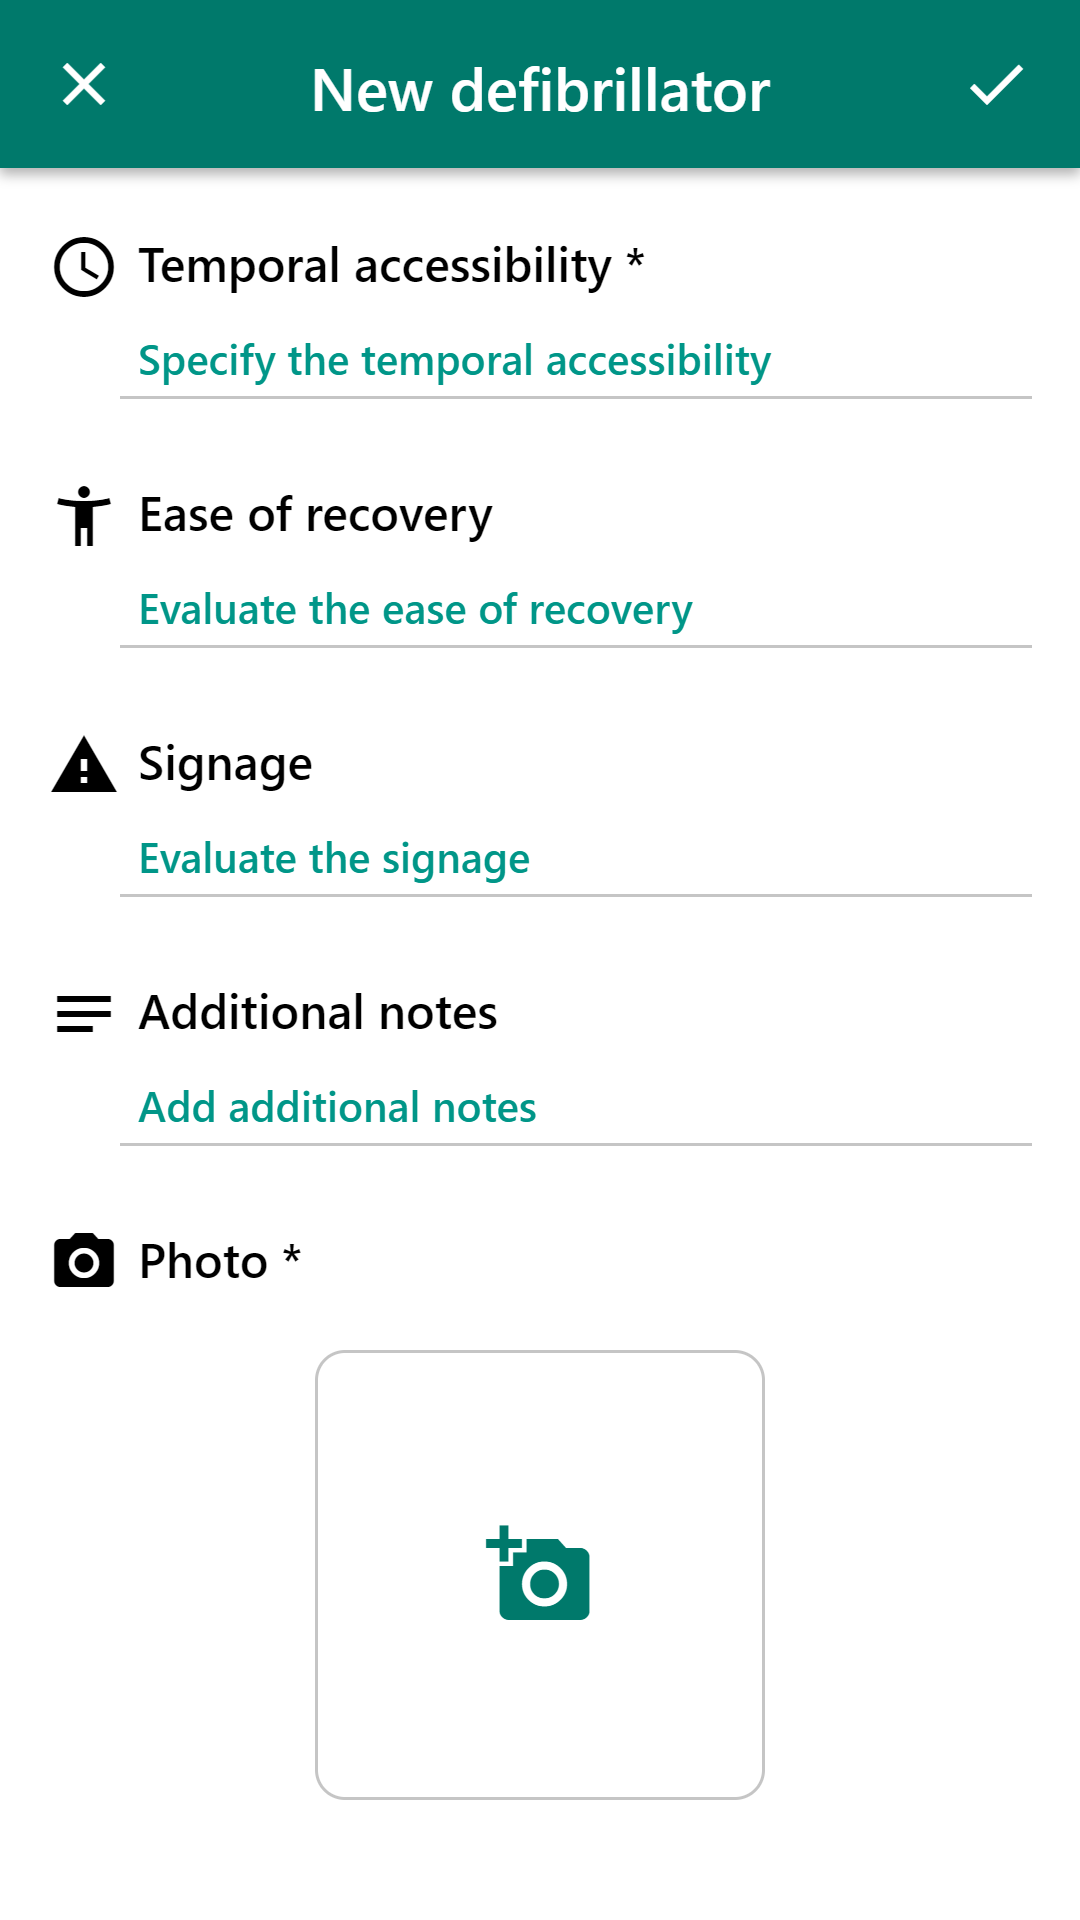 New defibrillator
Temporal accessibility *
Specify the temporal accessibility
Ease of recovery
Evaluate the ease of recovery
Signage
Evaluate the signage
Additional notes
Add additional notes
Photo *